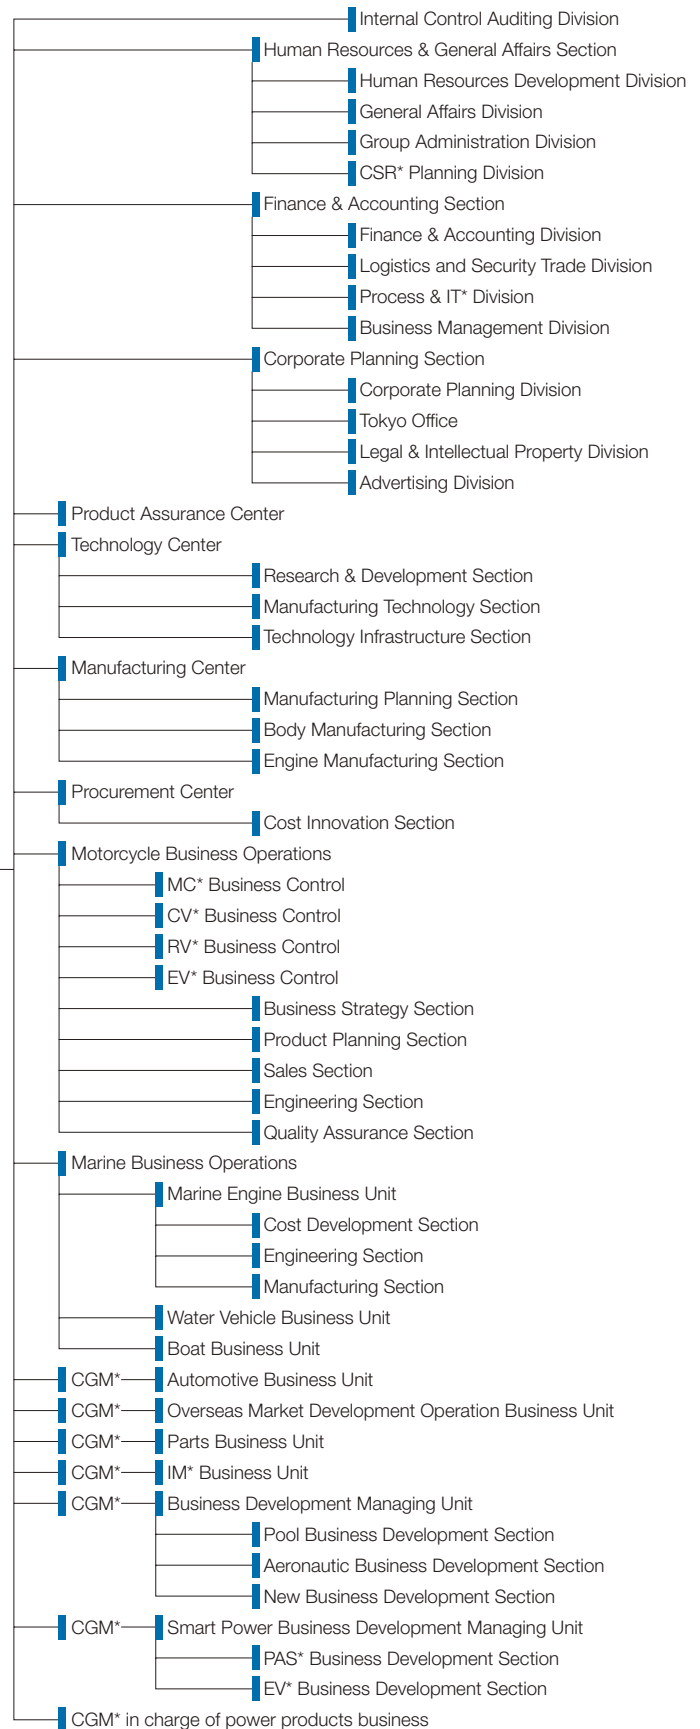 Internal Control Auditing Division
Human Resources & General Affairs Section
Human Resources Development Division
General Affairs Division
Group Administration Division
CSR* Planning Division
Finance & Accounting Section
Finance & Accounting Division
Logistics and Security Trade Division
Process & IT* Division
Business Management Division
Corporate Planning Section
Corporate Planning Division
Tokyo Office
Legal & Intellectual Property Division
Advertising Division
Product Assurance Center
Technology Center
Research & Development Section
Manufacturing Technology Section
Technology Infrastructure Section
Manufacturing Center
Manufacturing Planning Section
Body Manufacturing Section
Engine Manufacturing Section
Procurement Center
Cost Innovation Section
Motorcycle Business Operations
MC* Business Control
CV* Business Control
RV* Business Control
EV* Business Control
Business Strategy Section
Product Planning Section
Sales Section
Engineering Section
Quality Assurance Section
Marine Business Operations
Marine Engine Business Unit
Cost Development Section
Engineering Section
Manufacturing Section
Water Vehicle Business Unit
Boat Business Unit
CGM* Automotive Business Unit
CGM* Overseas Market Development Operation Business Unit
CGM* Parts Business Unit
CGM* IM* Business Unit
CGM* Business Development Managing Unit
Pool Business Development Section
Aeronautic Business Development Section
New Business Development Section
CGM* Smart Power Business Development Managing Unit
PAS* Business Development Section
EV* Business Development Section
CGM* in charge of power products business